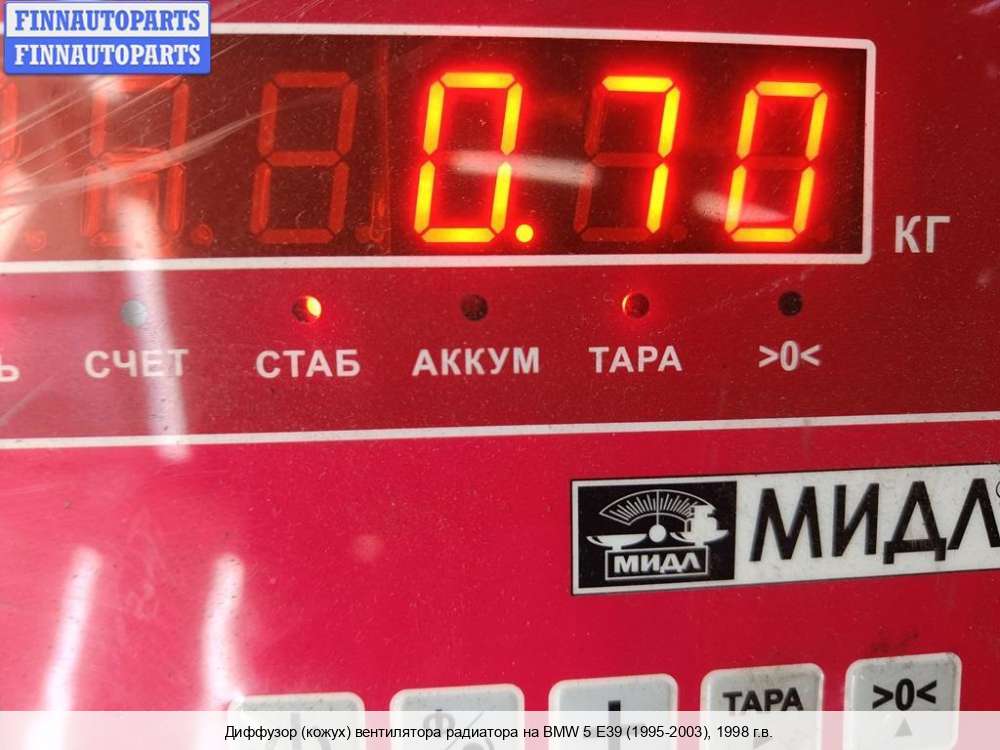 FINNAUTOPARTS
FINNAUTOPARTS
0.70
КГ
СЧЕТ СТАБ АККУМ ТАРА >0<
МИДЛ
МИДЛ
ТАРА >0<
Диффузор (кожух) вентилятора радиатора на BMW 5 E39 (1995-2003), 1998 г.в.